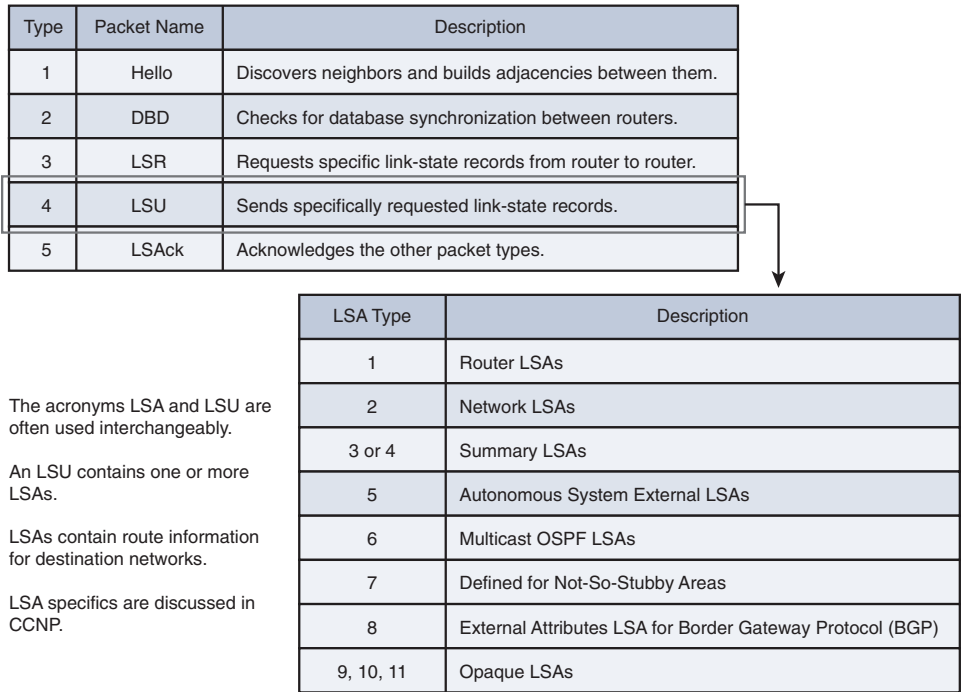 Type Packet Name Description
1 Hello Discovers neighbors and builds adjacencies between them.
2 DBD Checks for database synchronization between routers.
3 LSR Requests specific link-state records from router to router.
4 LSU Sends specifically requested link-state records.
5 LSAck Acknowledges the other packet types.
LSA Type Description
1 Router LSAs
2 Network LSAs
3 or 4 Summary LSAs
5 Autonomous System External LSAs
6 Multicast OSPF LSAs
7 Defined for Not-So-Stubby Areas
8 External Attributes LSA for Border Gateway Protocol (BGP)
9, 10, 11 Opaque LSAs
The acronyms LSA and LSU are
often used interchangeably.
An LSU contains one or more
LSAs.
LSAs contain route information
for destination networks.
LSA specifics are discussed in
CCNP.